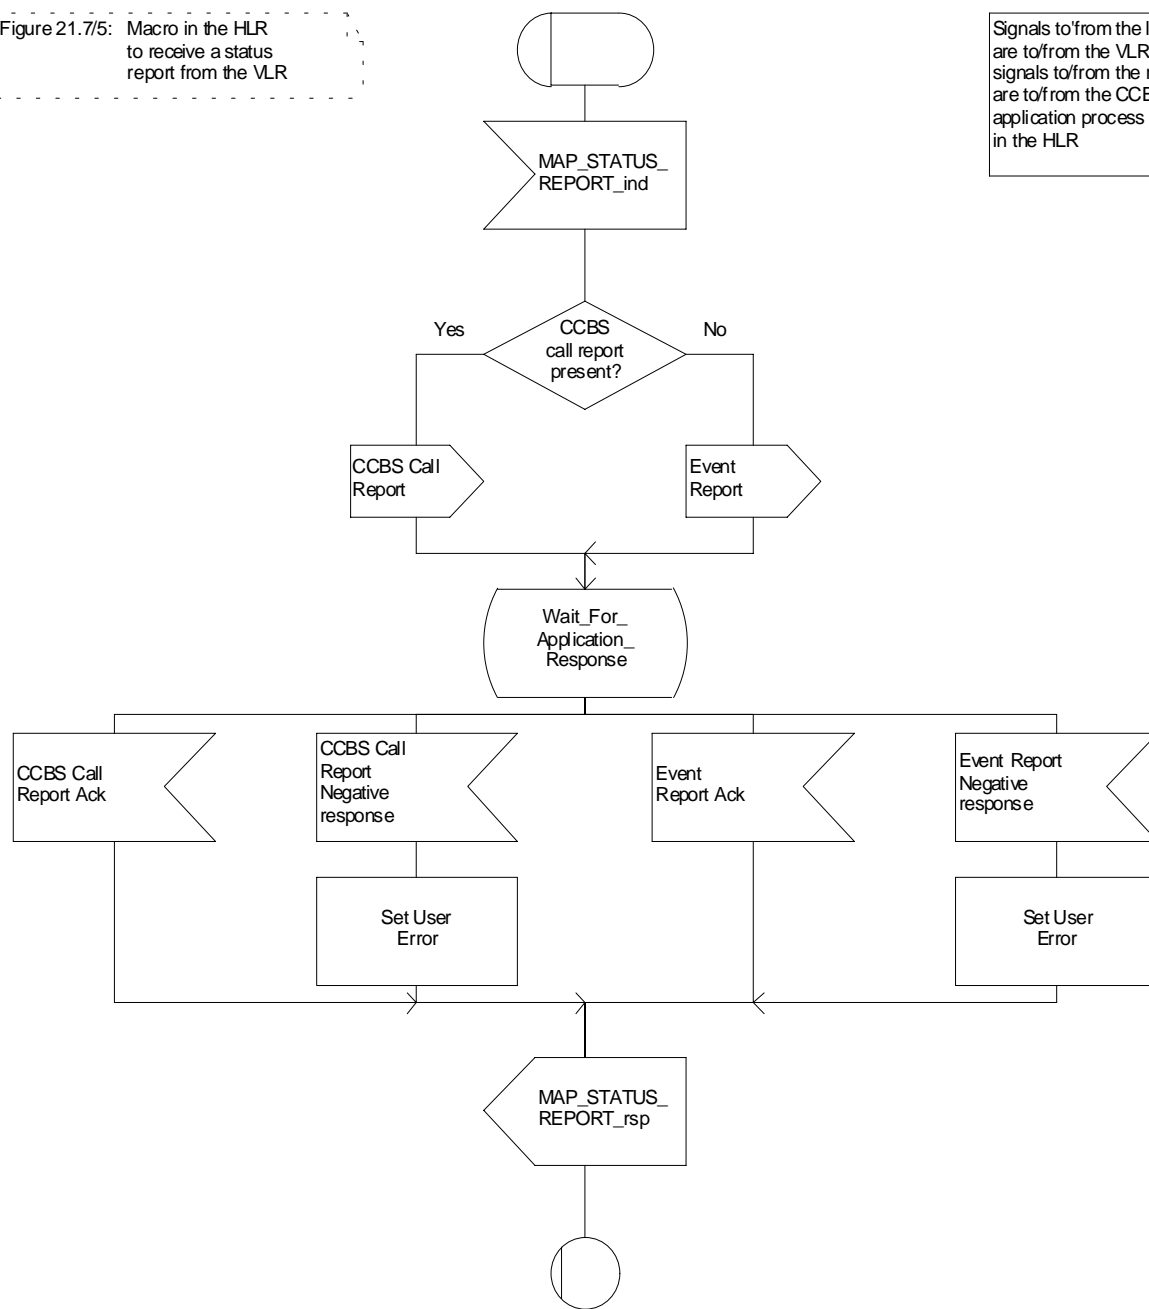 Figure 21.7/5: Macro in the HLR
to receive a status
report from the VLR
Signals to'from the l
are to/from the VLR
signals to/from the r
are to/from the CCB
application process
in the HLR
MAP_STATUS_
REPORT_ind
Yes
CCBS
call report
present?
No
CCBS Call
Report
Event
Report
Wait_For_
Application_
Response
CCBS Call
Report Ack
CCBS Call
Report
Negative
response
Event
Report Ack
Event Report
Negative
response
Set User
Error
Set User
Error
MAP_STATUS_
REPORT_rsp